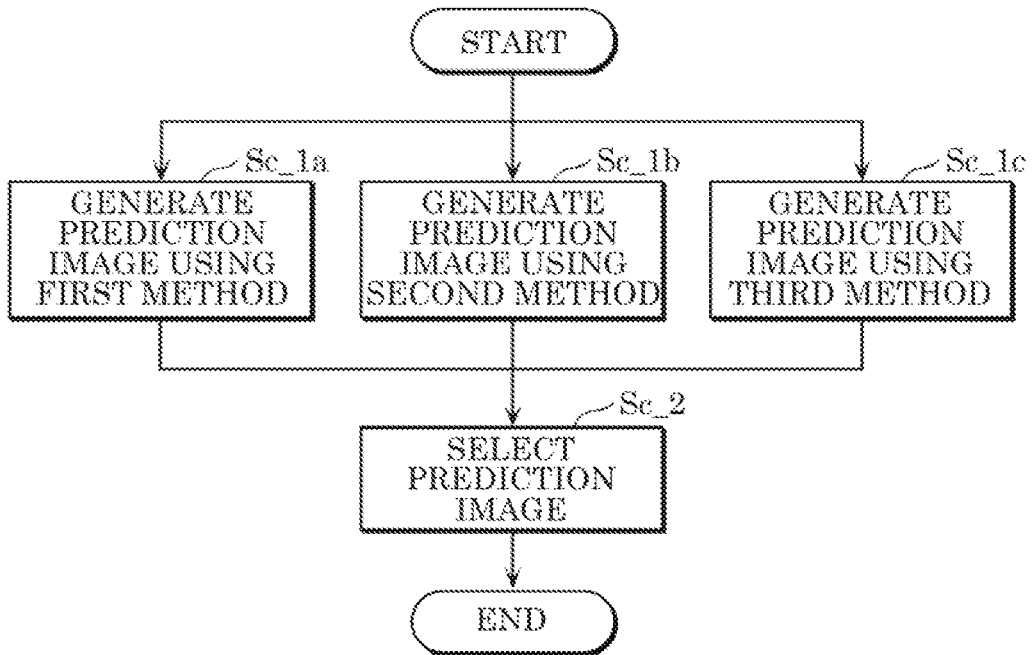 START
Sc_1a
GENERATE
PREDICTION
IMAGE USING
FIRST METHOD
Sc_1b
GENERATE
PREDICTION
IMAGE USING
SECOND METHOD
Sc_1c
GENERATE
PREDICTION
IMAGE USING
THIRD METHOD
Sc_2
SELECT
PREDICTION
IMAGE
END